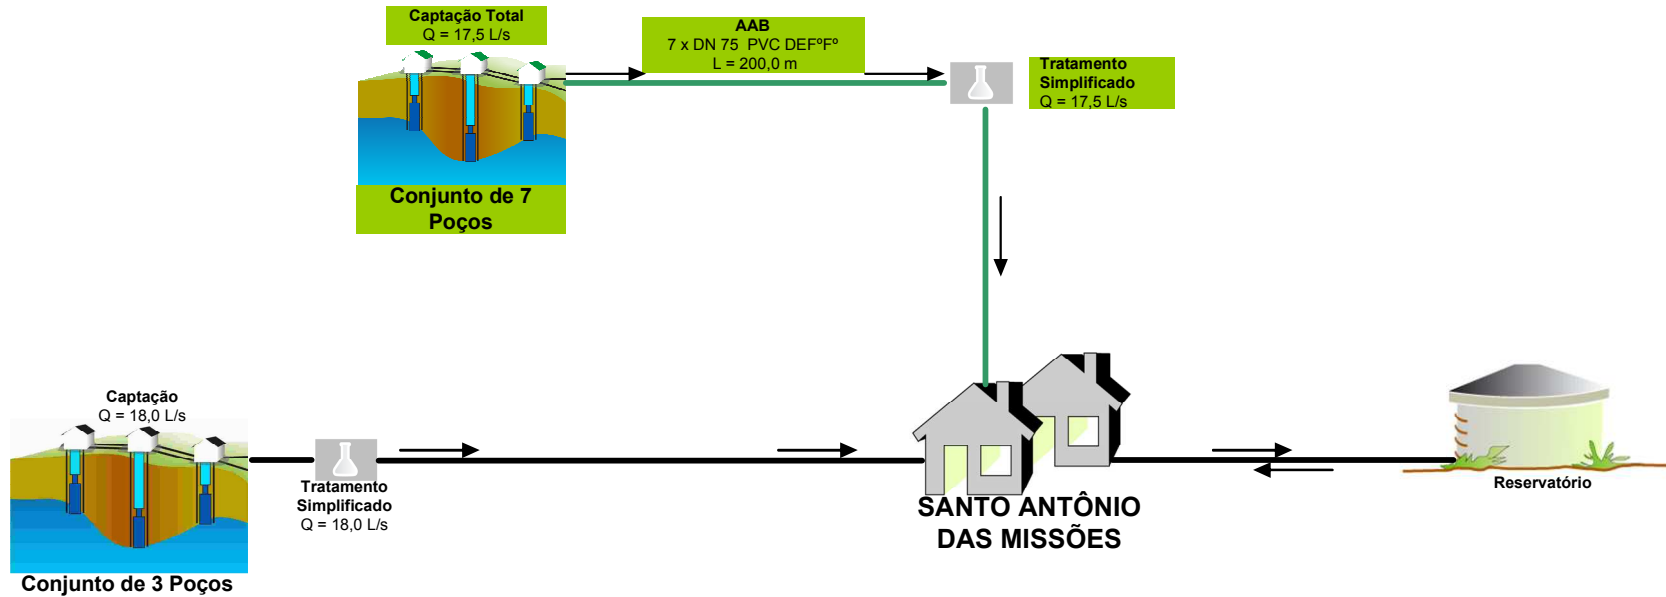 Captação Total
Q = 17,5 L/s
AAB
7 x DN 75  PVC DEFºFº
L = 200,0 m
Tratamento
Simplificado
Q = 17,5 L/s
Conjunto de 7
Poços
Captação
Q = 18,0 L/s
Tratamento
Simplificado
Q = 18,0 L/s
Conjunto de 3 Poços
SANTO ANTÔNIO
DAS MISSÕES
Reservatório